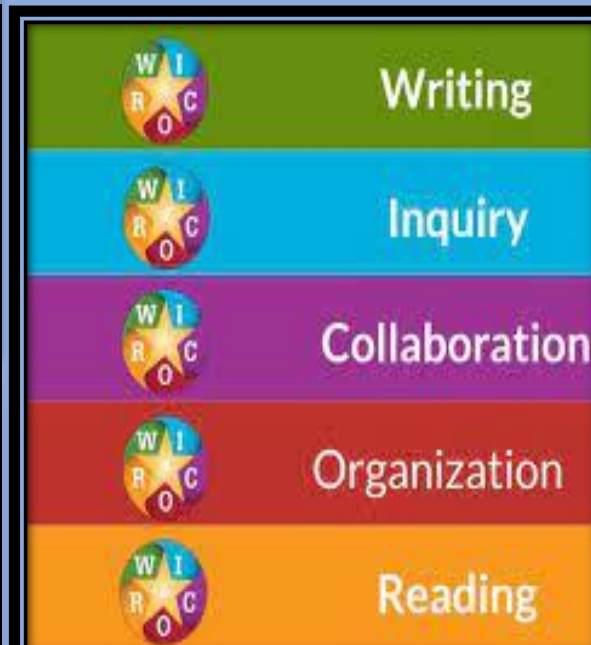 W I C O R
Writing
W I C O R
Inquiry
W I C O R
Collaboration
W I C O R
Organization
W I C O R
Reading